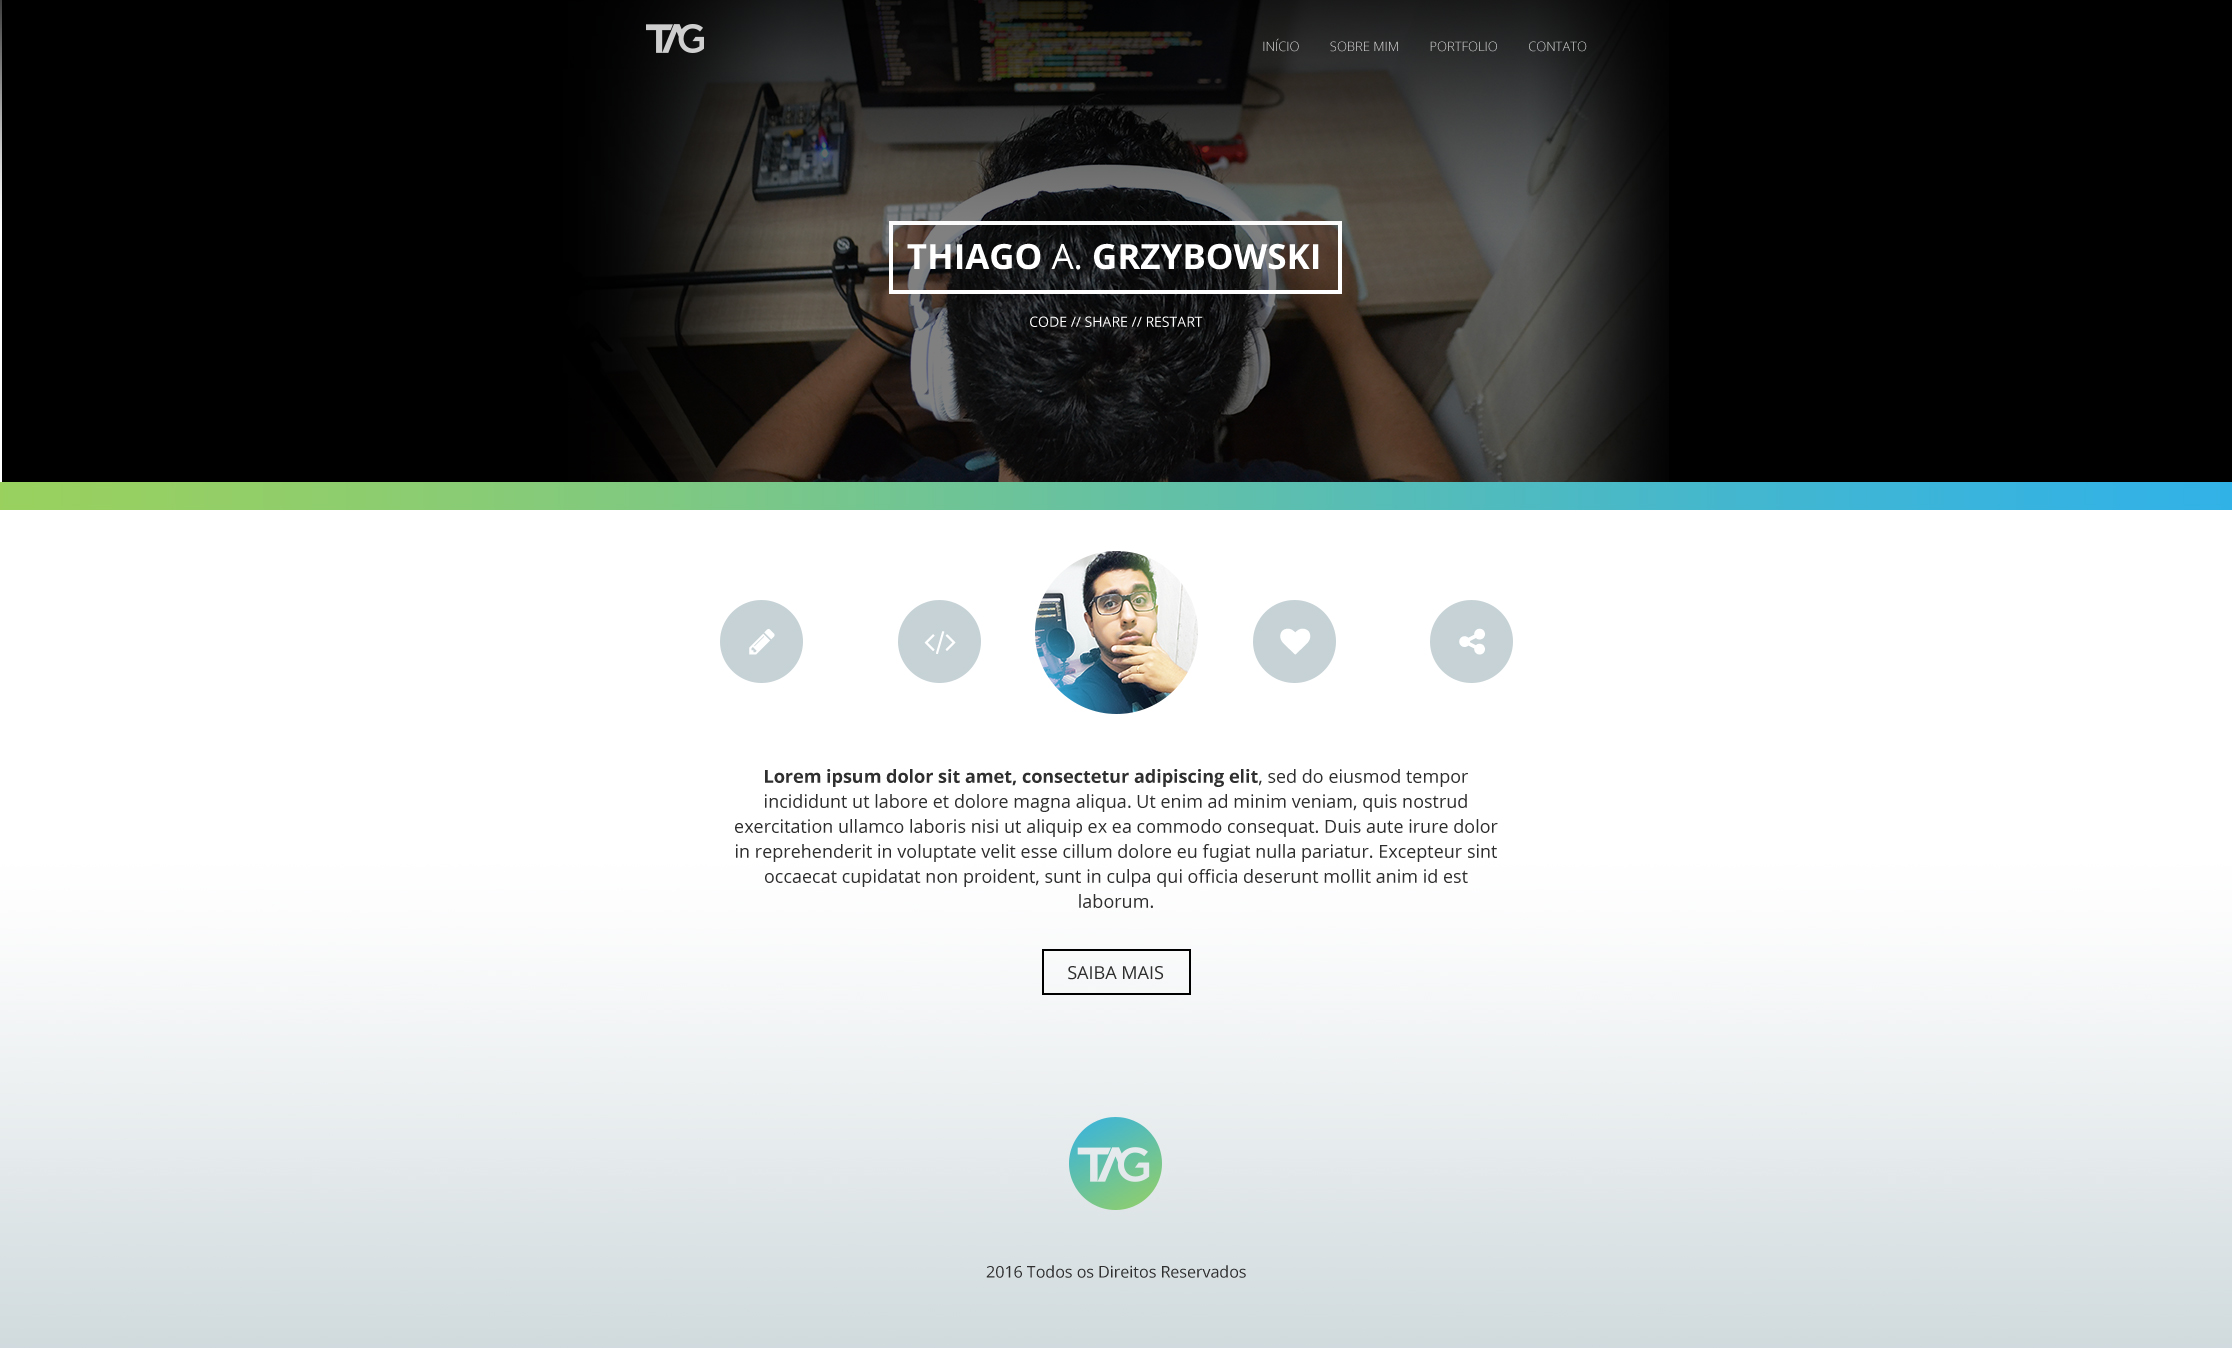 TAG
INÍCIO SOBRE MIM PORTFOLIO CONTATO
THIAGO A. GRZYBOWSKI
CODE // SHARE // RESTART
Lorem ipsum dolor sit amet, consectetur adipiscing elit, sed do eiusmod tempor
incididunt ut labore et dolore magna aliqua. Ut enim ad minim veniam, quis nostrud
exercitation ullamco laboris nisi ut aliquip ex ea commodo consequat. Duis aute irure dolor
in reprehenderit in voluptate velit esse cillum dolore eu fugiat nulla pariatur. Excepteur sint
occaecat cupidatat non proident, sunt in culpa qui officia deserunt mollit anim id est
laborum.
SAIBA MAIS
TAG
2016 Todos os Direitos Reservados